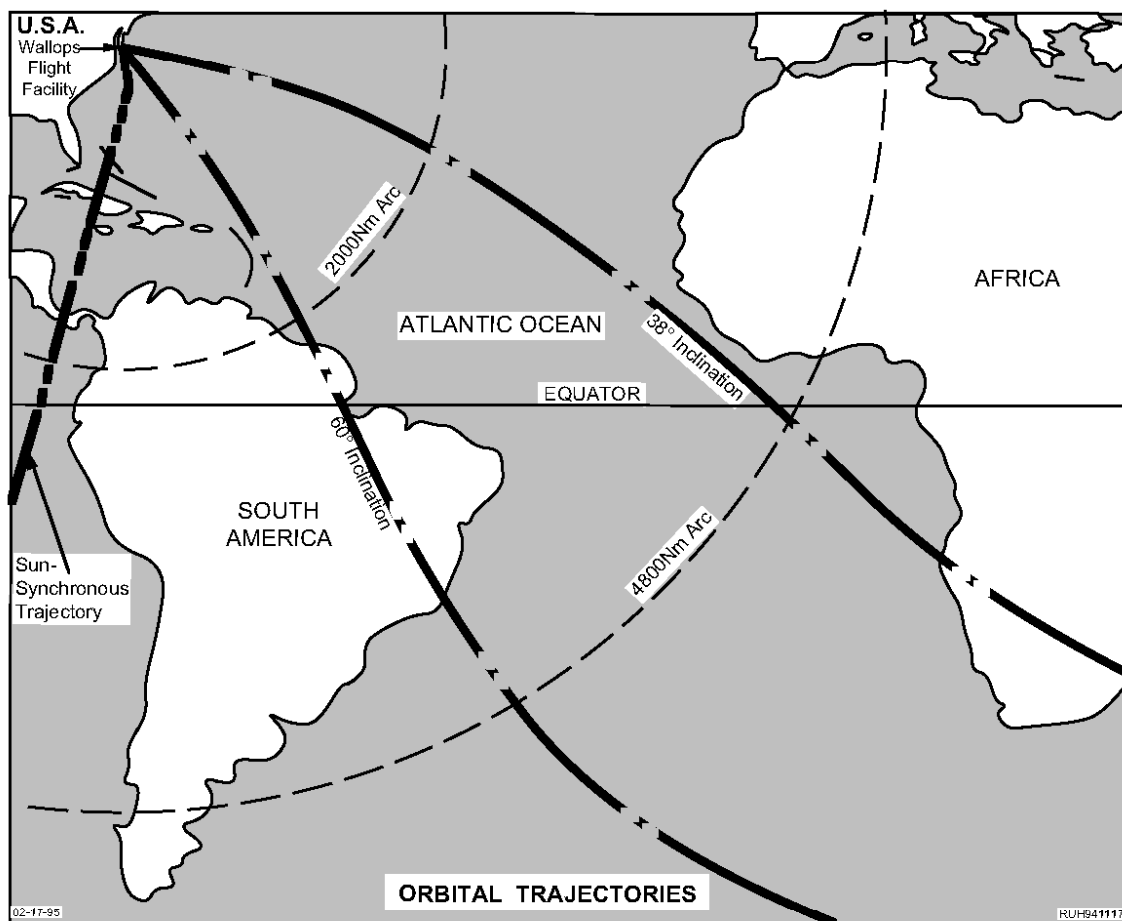 U.S.A.
Wallops
Flight
Facility
2000Nm Arc
AFRICA
ATLANTIC OCEAN
38° Inclination
EQUATOR
60° Inclination
SOUTH
AMERICA
4800Nm Arc
Sun-
Synchronous
Trajectory
ORBITAL TRAJECTORIES
02-17-95
RUH941117